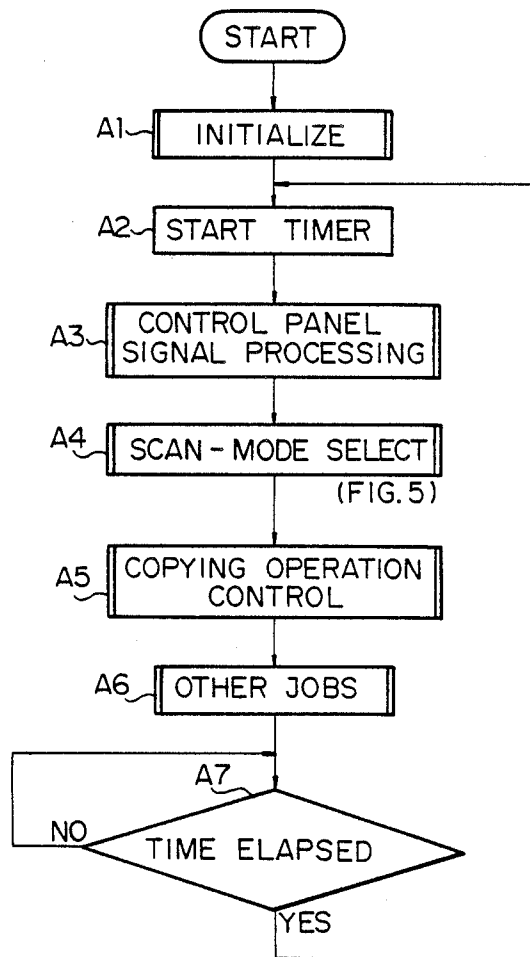 START
A1
INITIALIZE
A2
START TIMER
A3
CONTROL PANEL
SIGNAL PROCESSING
A4
SCAN-MODE SELECT
(FIG. 5)
A5
COPYING OPERATION
CONTROL
A6
OTHER JOBS
A7
NO
TIME ELAPSED
YES